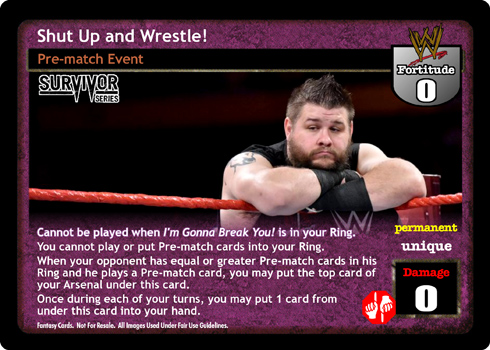 Shut Up and Wrestle!
Pre-match Event
W
Fortitude
0
SURVIVOR
SERIES
W
Cannot be played when I'm Gonna Break You! is in your Ring.
You cannot play or put Pre-match cards into your Ring.
When your opponent has equal or greater Pre-match cards in his
Ring and he plays a Pre-match card, you may put the top card of
your Arsenal under this card.
Once during each of your turns, you may put 1 card from
under this card into your hand.
permanent
unique
Damage
0
Fantasy Cards. Not For Resale. All Images Used Under Fair Use Guidelines.